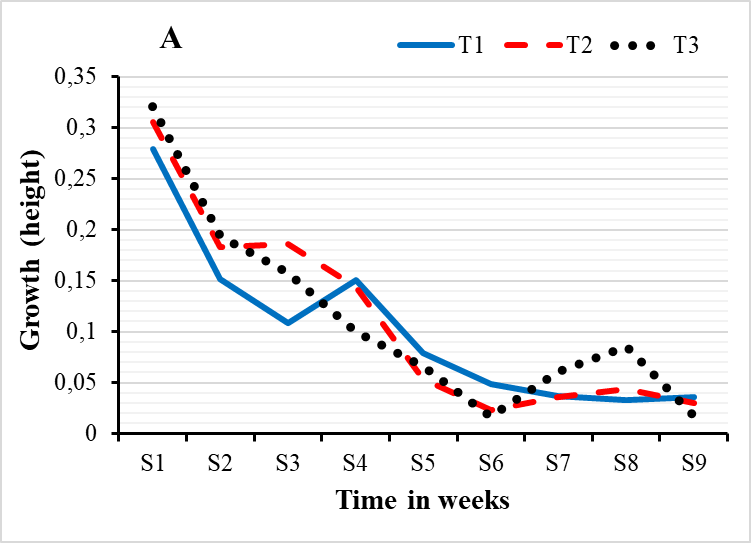 A
T1 T2 T3
0,35
0,3
0,25
0,2
0,15
0,1
0,05
0
Growth (height)
S1 S2 S3 S4 S5 S6 S7 S8 S9
Time in weeks